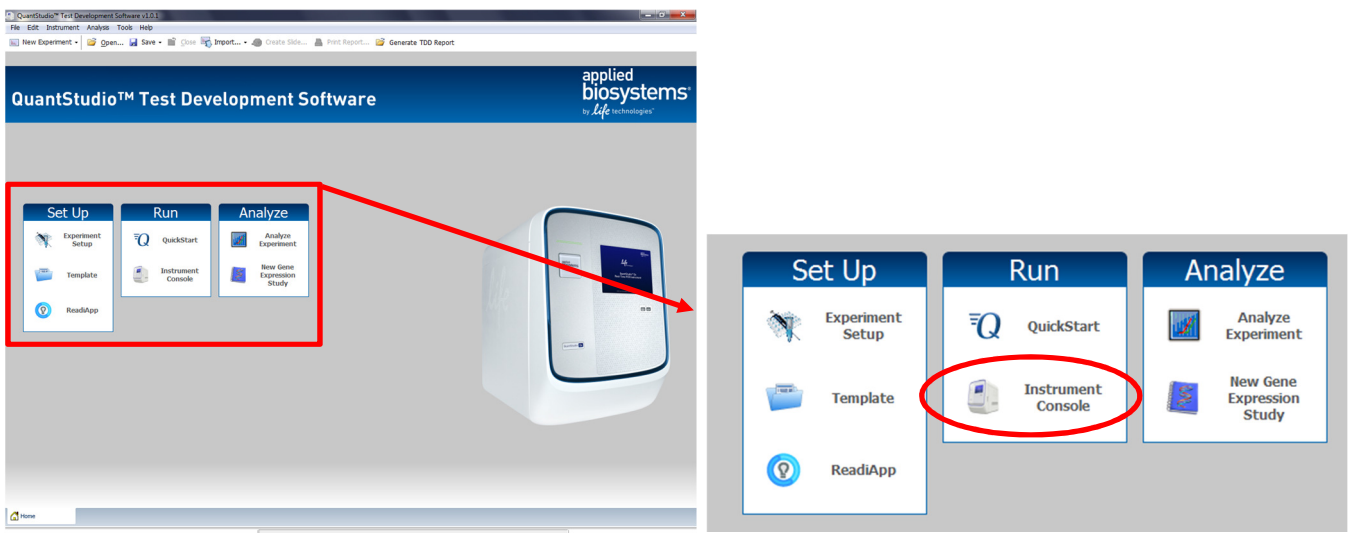 QuantStudio™ Test Development Software v1.0.1
File Edit Instrument Analysis Tools Help
New Experiment Open... Save Close Import... Create Slide... Print Report... Generate TDD Report
QuantStudio™ Test Development Software
applied
biosystems®
by life technologies™
Set Up Run Analyze
Experiment
Setup
QuickStart
Analyze
Experiment
Template
Instrument
Console
New Gene
Expression
Study
ReadiApp
Home
Set Up Run Analyze
Experiment
Setup
QuickStart
Analyze
Experiment
Template
Instrument
Console
New Gene
Expression
Study
ReadiApp